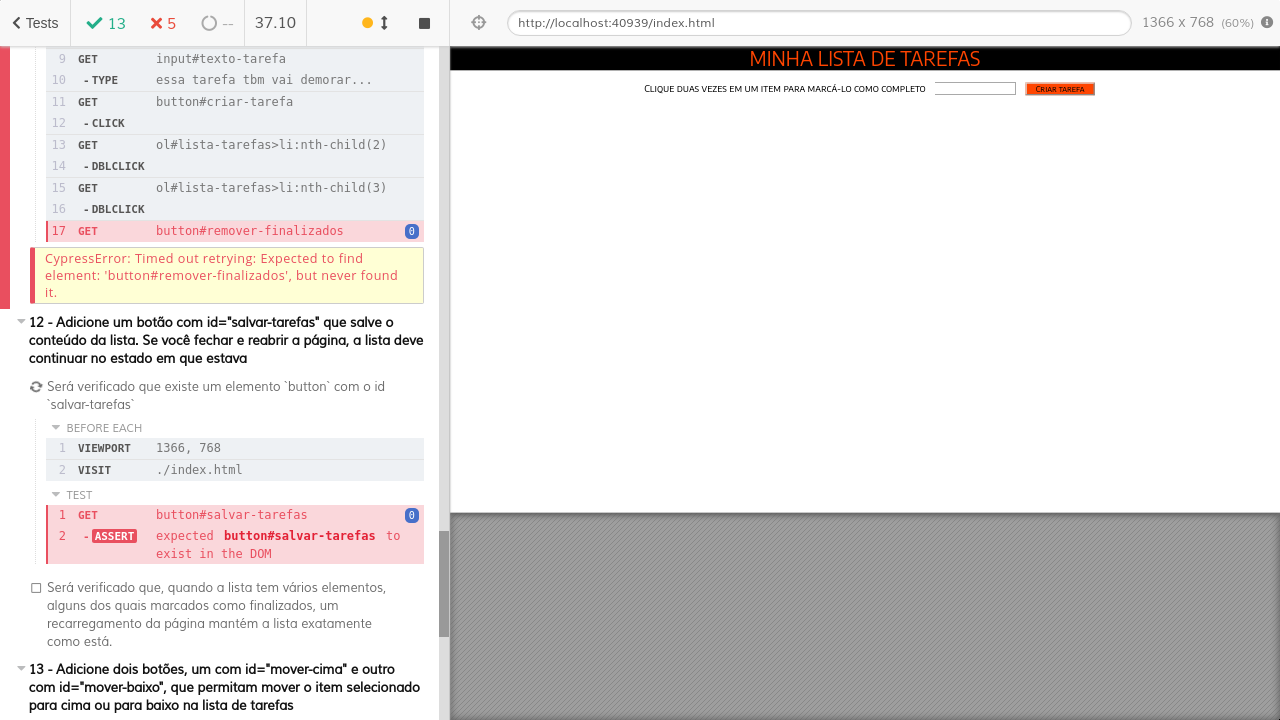 Tests 13 5 -- 37.10
http://localhost:40939/index.html 1366 x 768 (60%)
9 GET input#texto-tarefa
10 -TYPE essa tarefa tbm vai demorar...
11 GET button#criar-tarefa
12 -CLICK
13 GET ol#lista-tarefas>li:nth-child(2)
14 -DBLCLICK
15 GET ol#lista-tarefas>li:nth-child(3)
16 -DBLCLICK
17 GET button#remover-finalizados 0
CypressError: Timed out retrying: Expected to find
element: 'button#remover-finalizados', but never found
it.
12 - Adicione um botão com id="salvar-tarefas" que salve o
conteúdo da lista. Se você fechar e reabrir a página, a lista deve
continuar no estado em que estava
Será verificado que existe um elemento `button` com o id
`salvar-tarefas`
BEFORE EACH
1 VIEWPORT 1366, 768
2 VISIT ./index.html
TEST
1 GET button#salvar-tarefas 0
2 -ASSERT expected button#salvar-tarefas to
exist in the DOM
Será verificado que, quando a lista tem vários elementos,
alguns dos quais marcados como finalizados, um
recarregamento da página mantém a lista exatamente
como está.
13 - Adicione dois botões, um com id="mover-cima" e outro
com id="mover-baixo", que permitam mover o item selecionado
para cima ou para baixo na lista de tarefas
MINHA LISTA DE TAREFAS
CLIQUE DUAS VEZES EM UM ITEM PARA MARCÁ-LO COMO COMPLETO
CRIAR TAREFA